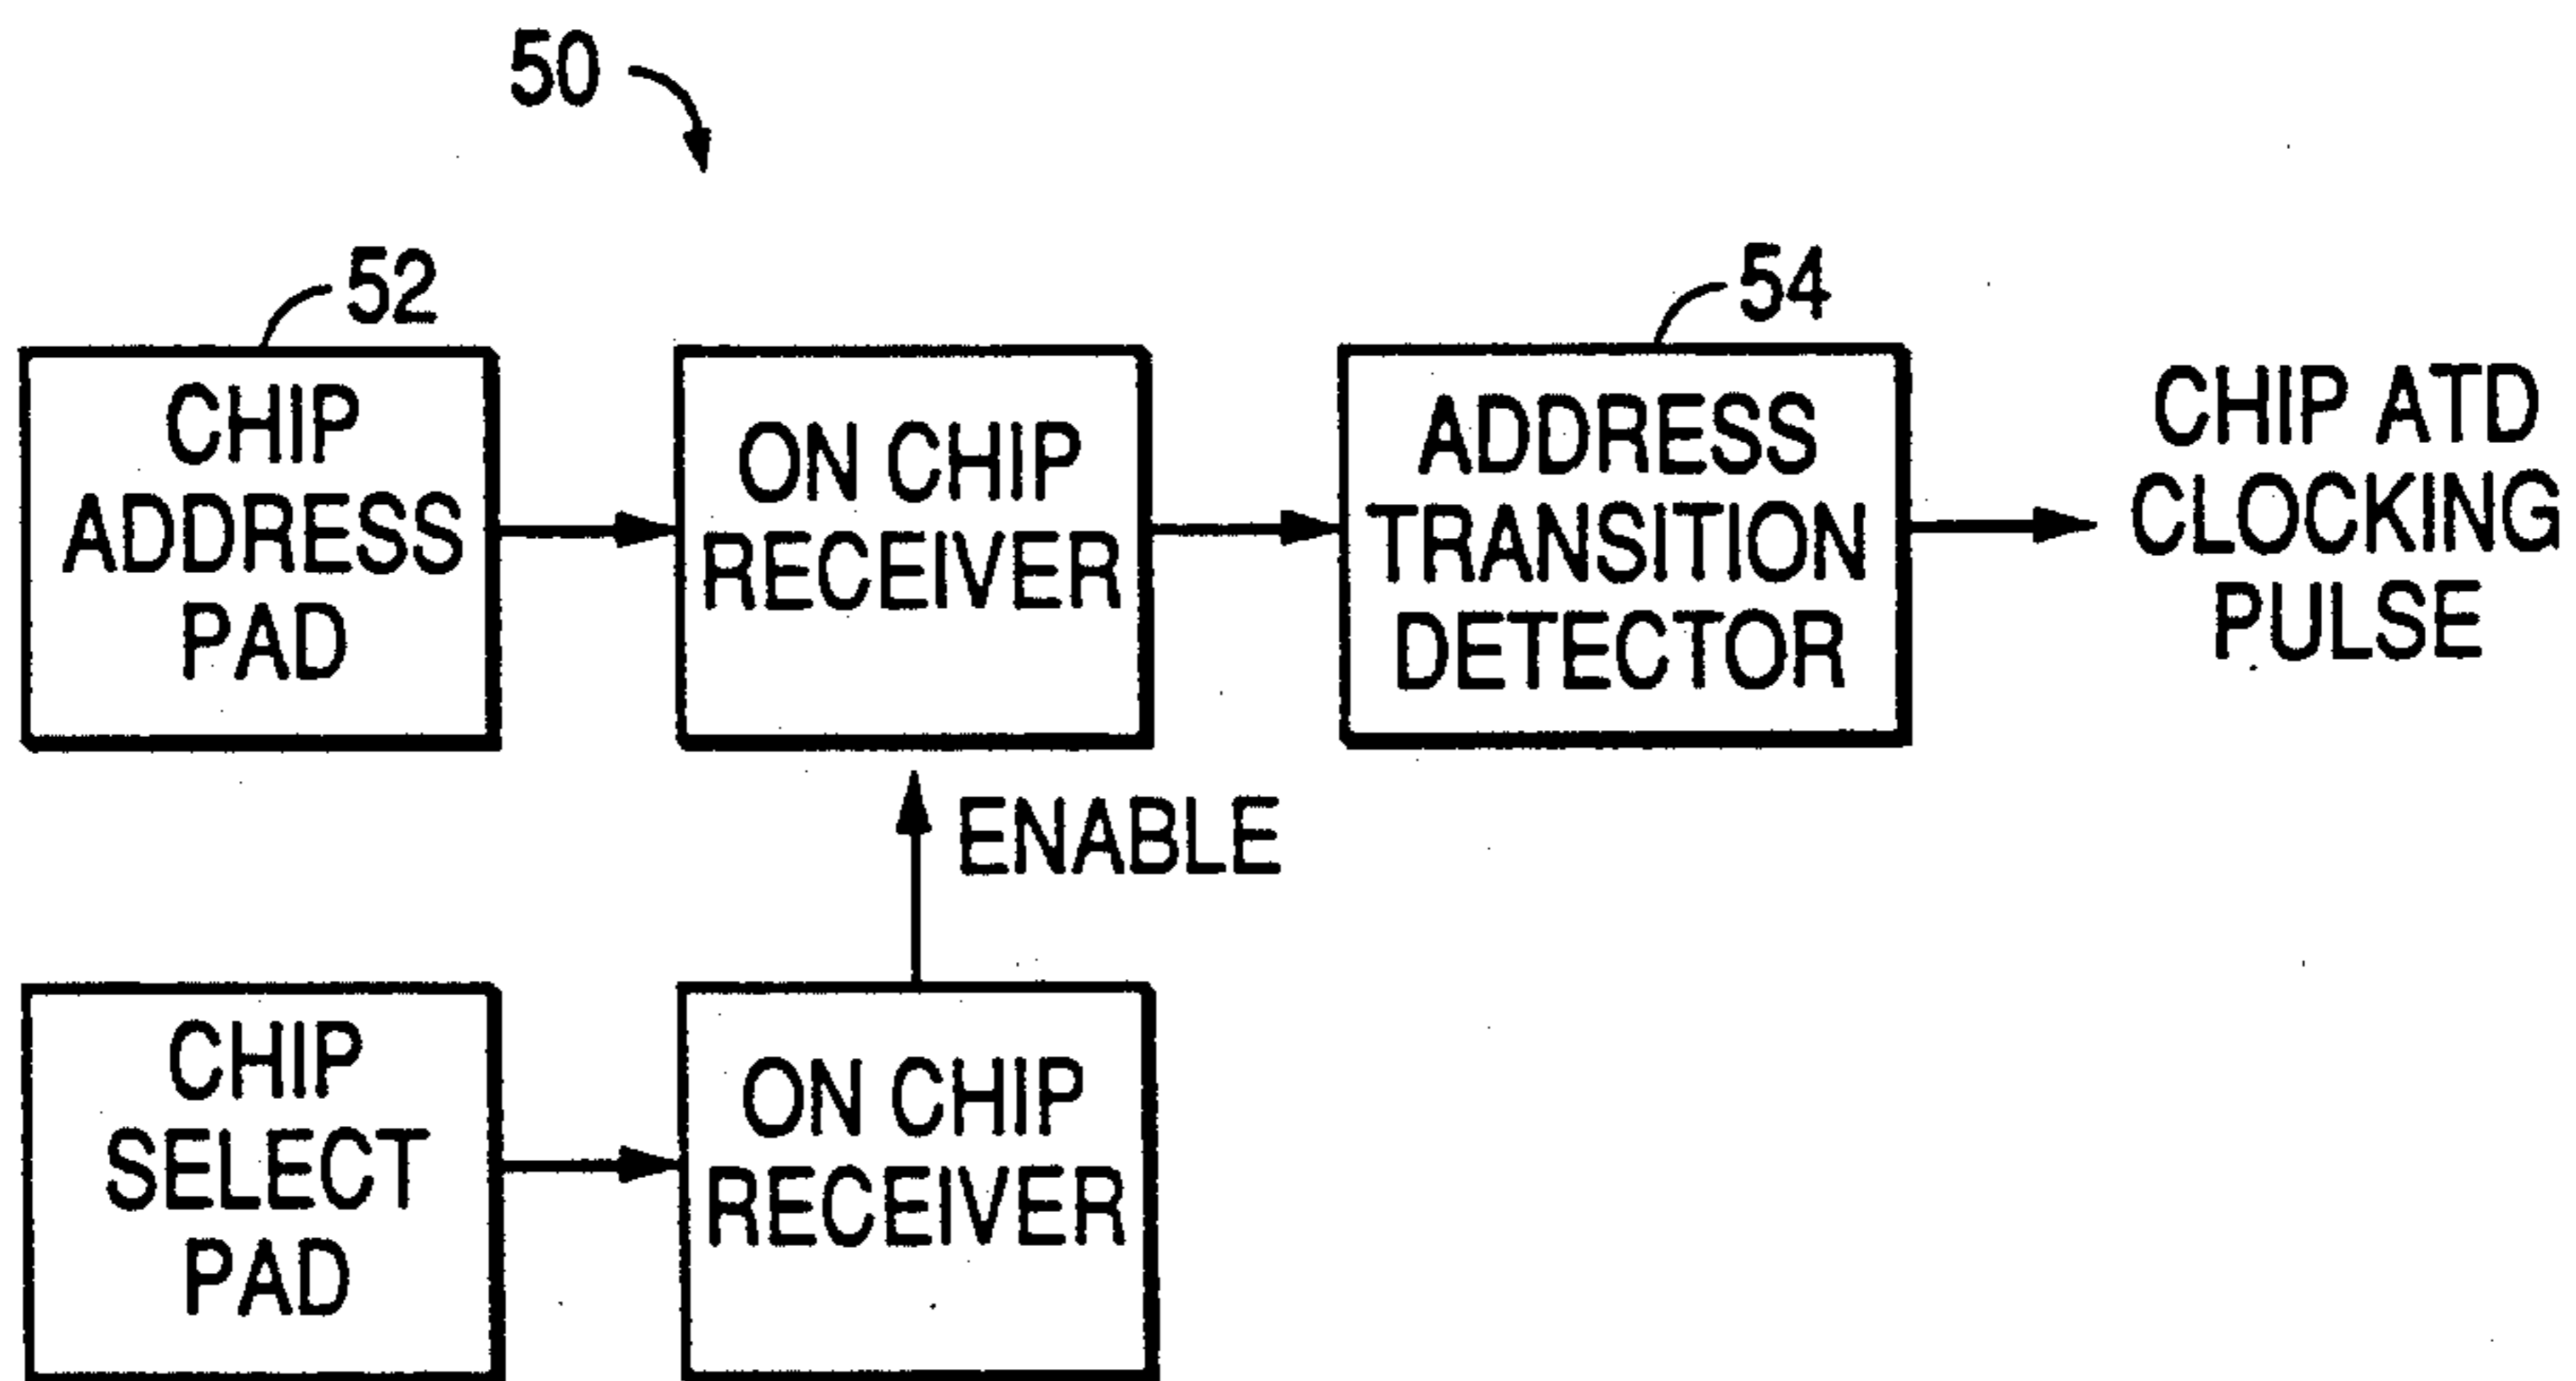 50
52
54
CHIP
ADDRESS
PAD
ON CHIP
RECEIVER
ADDRESS
TRANSITION
DETECTOR
CHIP ATD
CLOCKING
PULSE
ENABLE
CHIP
SELECT
PAD
ON CHIP
RECEIVER